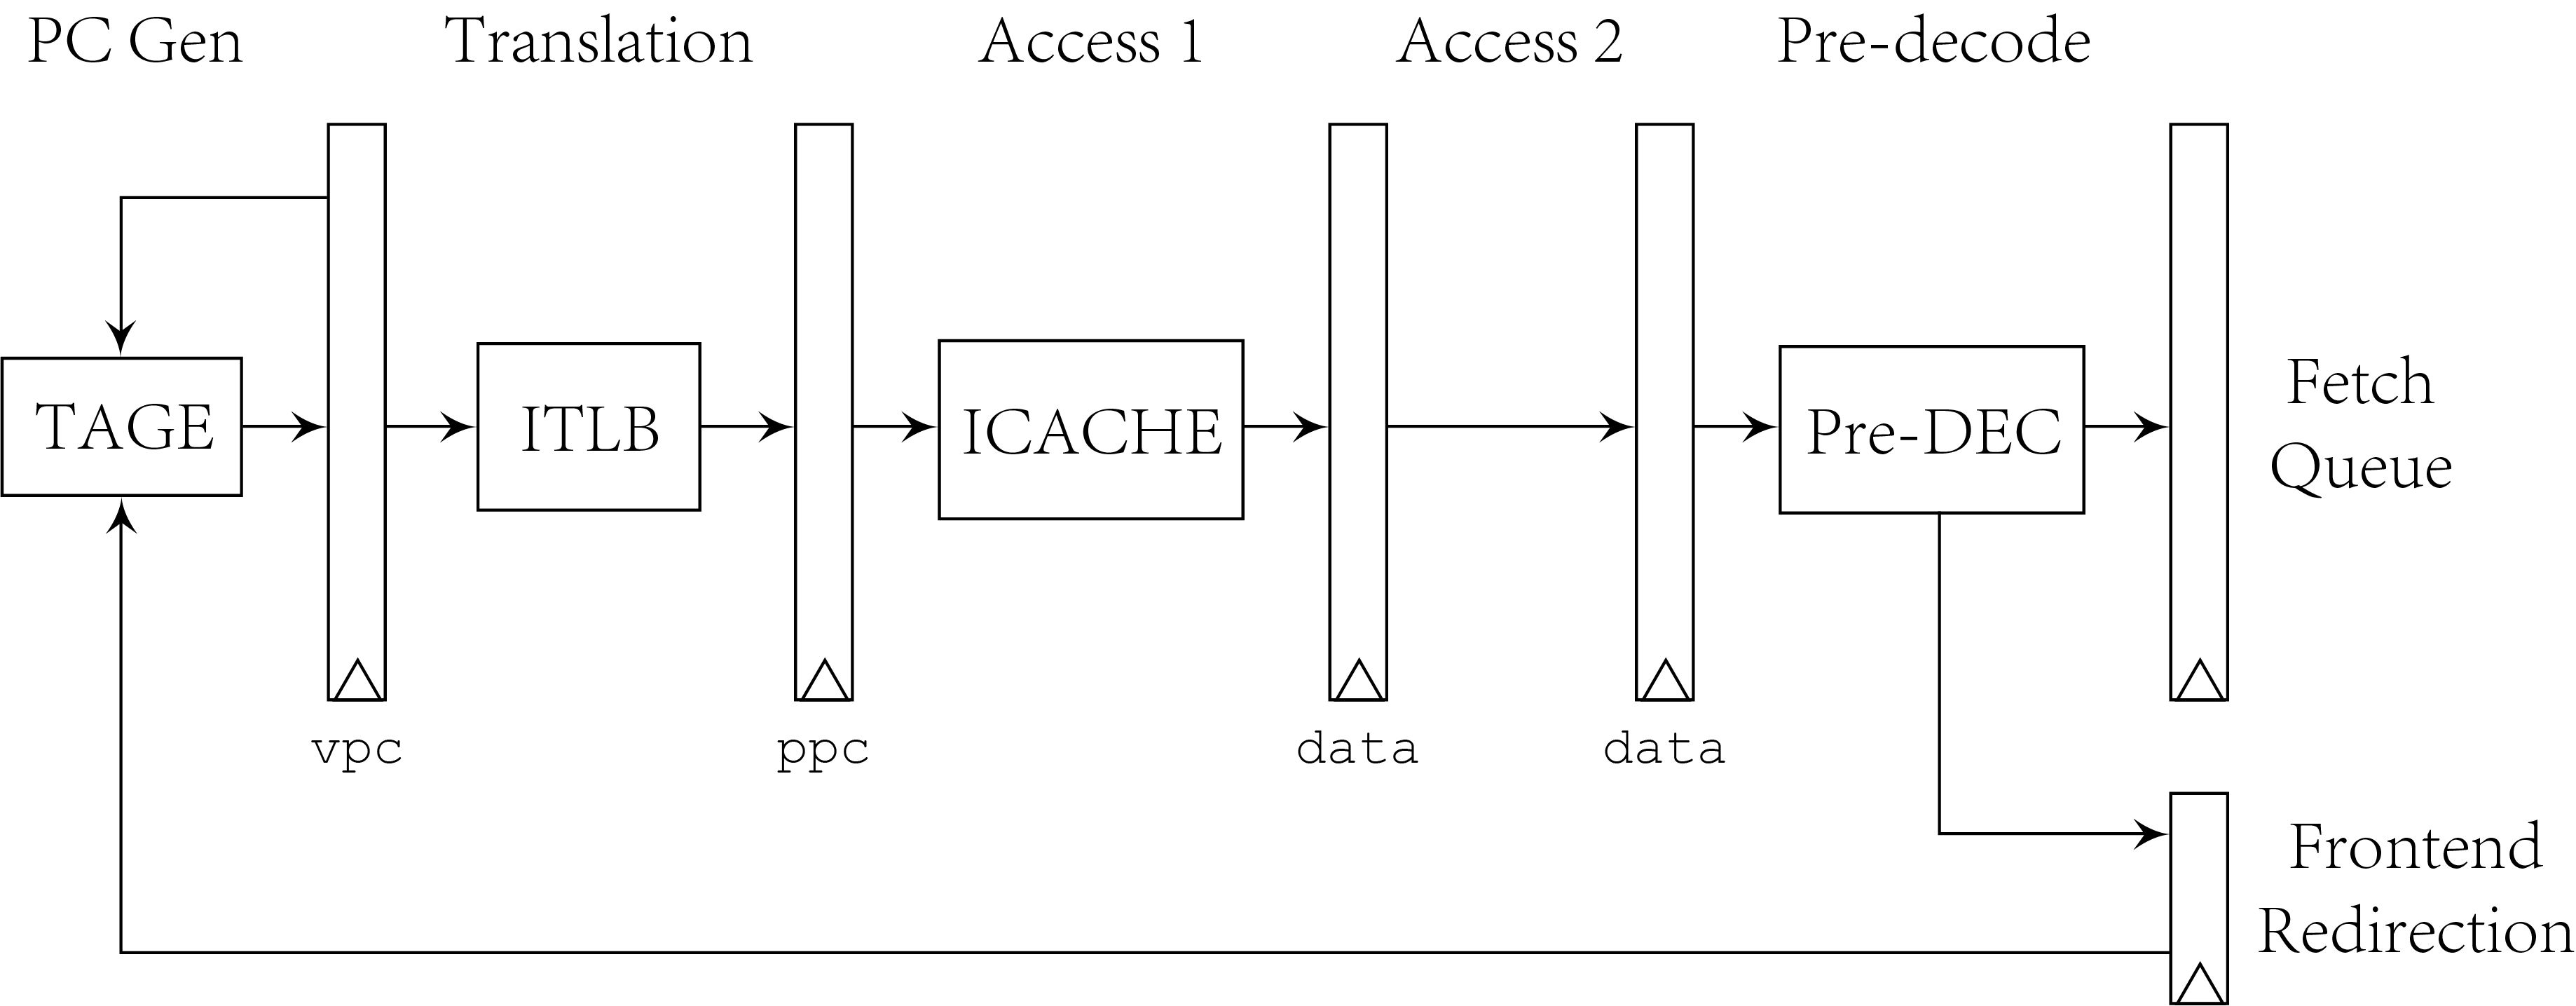 PC Gen
Translation
Access 1
Access 2
Pre-decode
TAGE
ITLB
ICACHE
Pre-DEC
Fetch
Queue
vpc
ppc
data
data
Frontend
Redirection